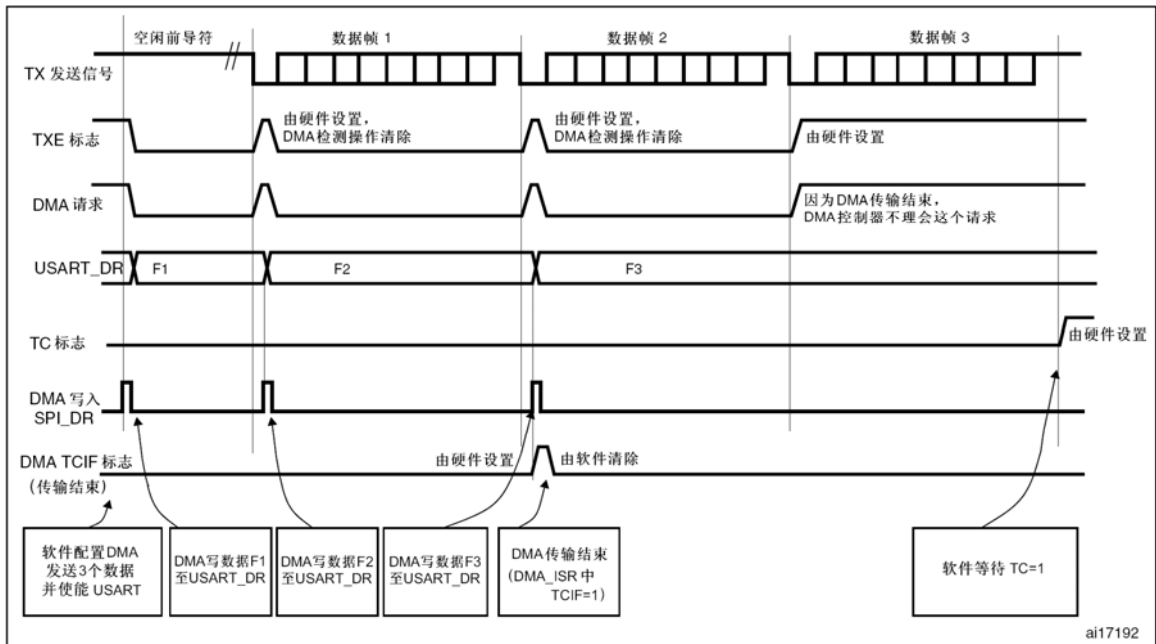 空闲前导符
数据帧 1
数据帧 2
数据帧 3
TX 发送信号
由硬件设置，
DMA检测操作清除
由硬件设置，
DMA检测操作清除
TXE 标志
由硬件设置
DMA 请求
因为DMA传输结束，
DMA控制器不理会这个请求
USART_DR
F1
F2
F3
TC 标志
由硬件设置
DMA 写入
SPI_DR
DMA TCIF 标志
（传输结束）
由硬件设置
由软件清除
软件配置DMA
发送3个数据
并使能 USART
DMA写数据F1
至USART_DR
DMA写数据F2
至USART_DR
DMA写数据F3
至USART_DR
DMA传输结束
（DMA_ISR 中
TCIF=1）
软件等待 TC=1
ai17192